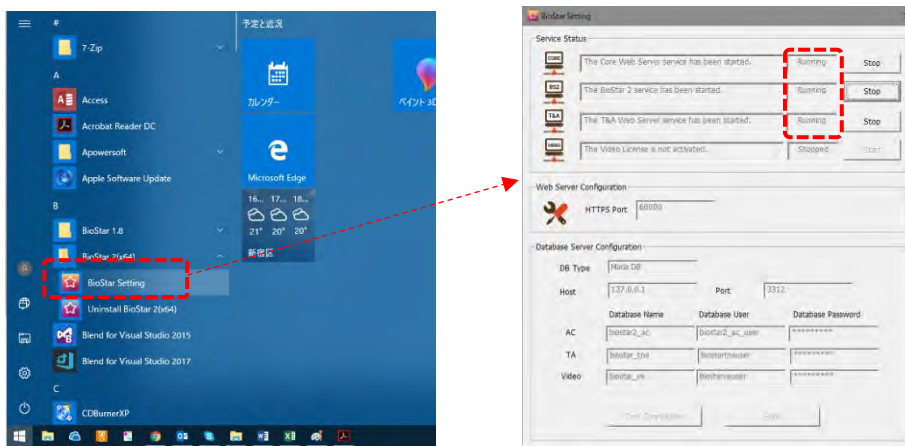 #
予定と近況
7-Zip
A
Access
カレンダー
ペイント 3D
Acrobat Reader DC
Apowersoft
Apple Software Update
Microsoft Edge
B
16... 17... 18...
BioStar 1.8
21° 20° 20°
BioStar 2(x64)
新宿区
BioStar Setting
Uninstall BioStar 2(x64)
Blend for Visual Studio 2015
Blend for Visual Studio 2017
C
CDBurnerXP
BioStar Setting
Service Status
CORE
The Core Web Server service has been started.
Running
Stop
BS2
The BioStar 2 service has been started.
Running
Stop
T&A
The T&A Web Server service has been started.
Running
Stop
VIDEO
The Video License is not activated.
Stopped
Start
Web Server Configuration
HTTPS Port
Database Server Configuration
DB Type
Maria DB
Host
127.0.0.1
Port
3312
Database Name
Database User
Database Password
AC
biostar2_ac
biostar2_ac_user
*********
TA
biostar_tna
*********
Video
biostar_ve
*********